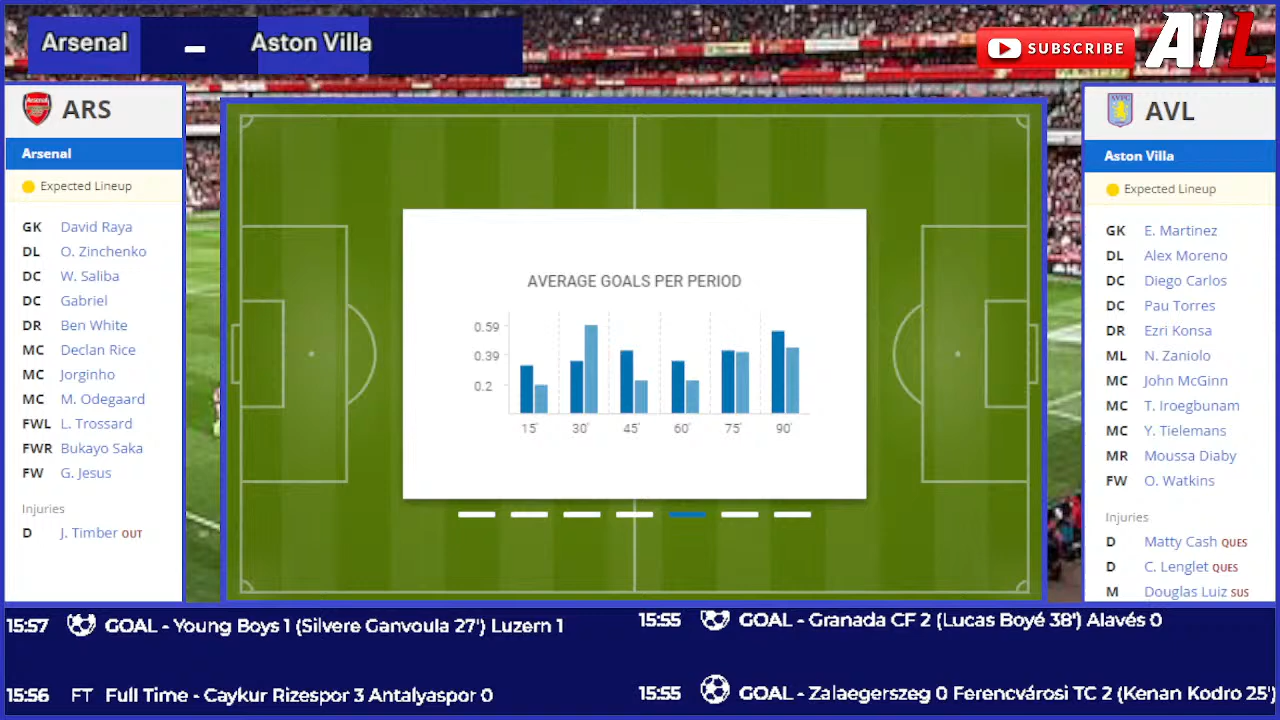 Arsenal - Aston Villa
SUBSCRIBE AIL
ARS
Arsenal
Expected Lineup
GK David Raya
DL O. Zinchenko
DC W. Saliba
DC Gabriel
DR Ben White
MC Declan Rice
MC Jorginho
MC M. Odegaard
FWL L. Trossard
FWR Bukayo Saka
FW G. Jesus
Injuries
D J. Timber OUT
AVERAGE GOALS PER PERIOD
0.59
0.39
0.2
15' 30' 45' 60' 75' 90'
AVL
Aston Villa
Expected Lineup
GK E. Martinez
DL Alex Moreno
DC Diego Carlos
DC Pau Torres
DR Ezri Konsa
ML N. Zaniolo
MC John McGinn
MC T. Iroegbunam
MC Y. Tielemans
MR Moussa Diaby
FW O. Watkins
Injuries
D Matty Cash QUES
D C. Lenglet QUES
M Douglas Luiz SUS
15:57 GOAL - Young Boys 1 (Silvere Ganvoula 27') Luzern 1
15:55 GOAL - Granada CF 2 (Lucas Boyé 38') Alavés 0
15:56 FT Full Time - Caykur Rizespor 3 Antalyaspor 0
15:55 GOAL - Zalaegerszeg 0 Ferencvárosi TC 2 (Kenan Kodro 25')